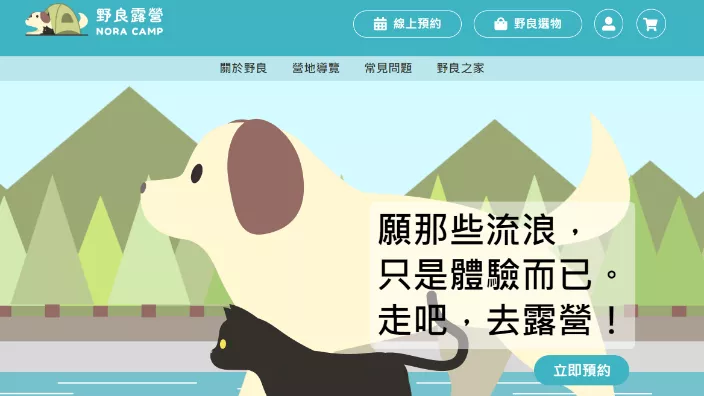 野良露營
NORA CAMP
線上預約
野良選物
關於野良
營地導覽
常見問題
野良之家
願那些流浪，
只是體驗而已。
走吧，去露營！
立即預約